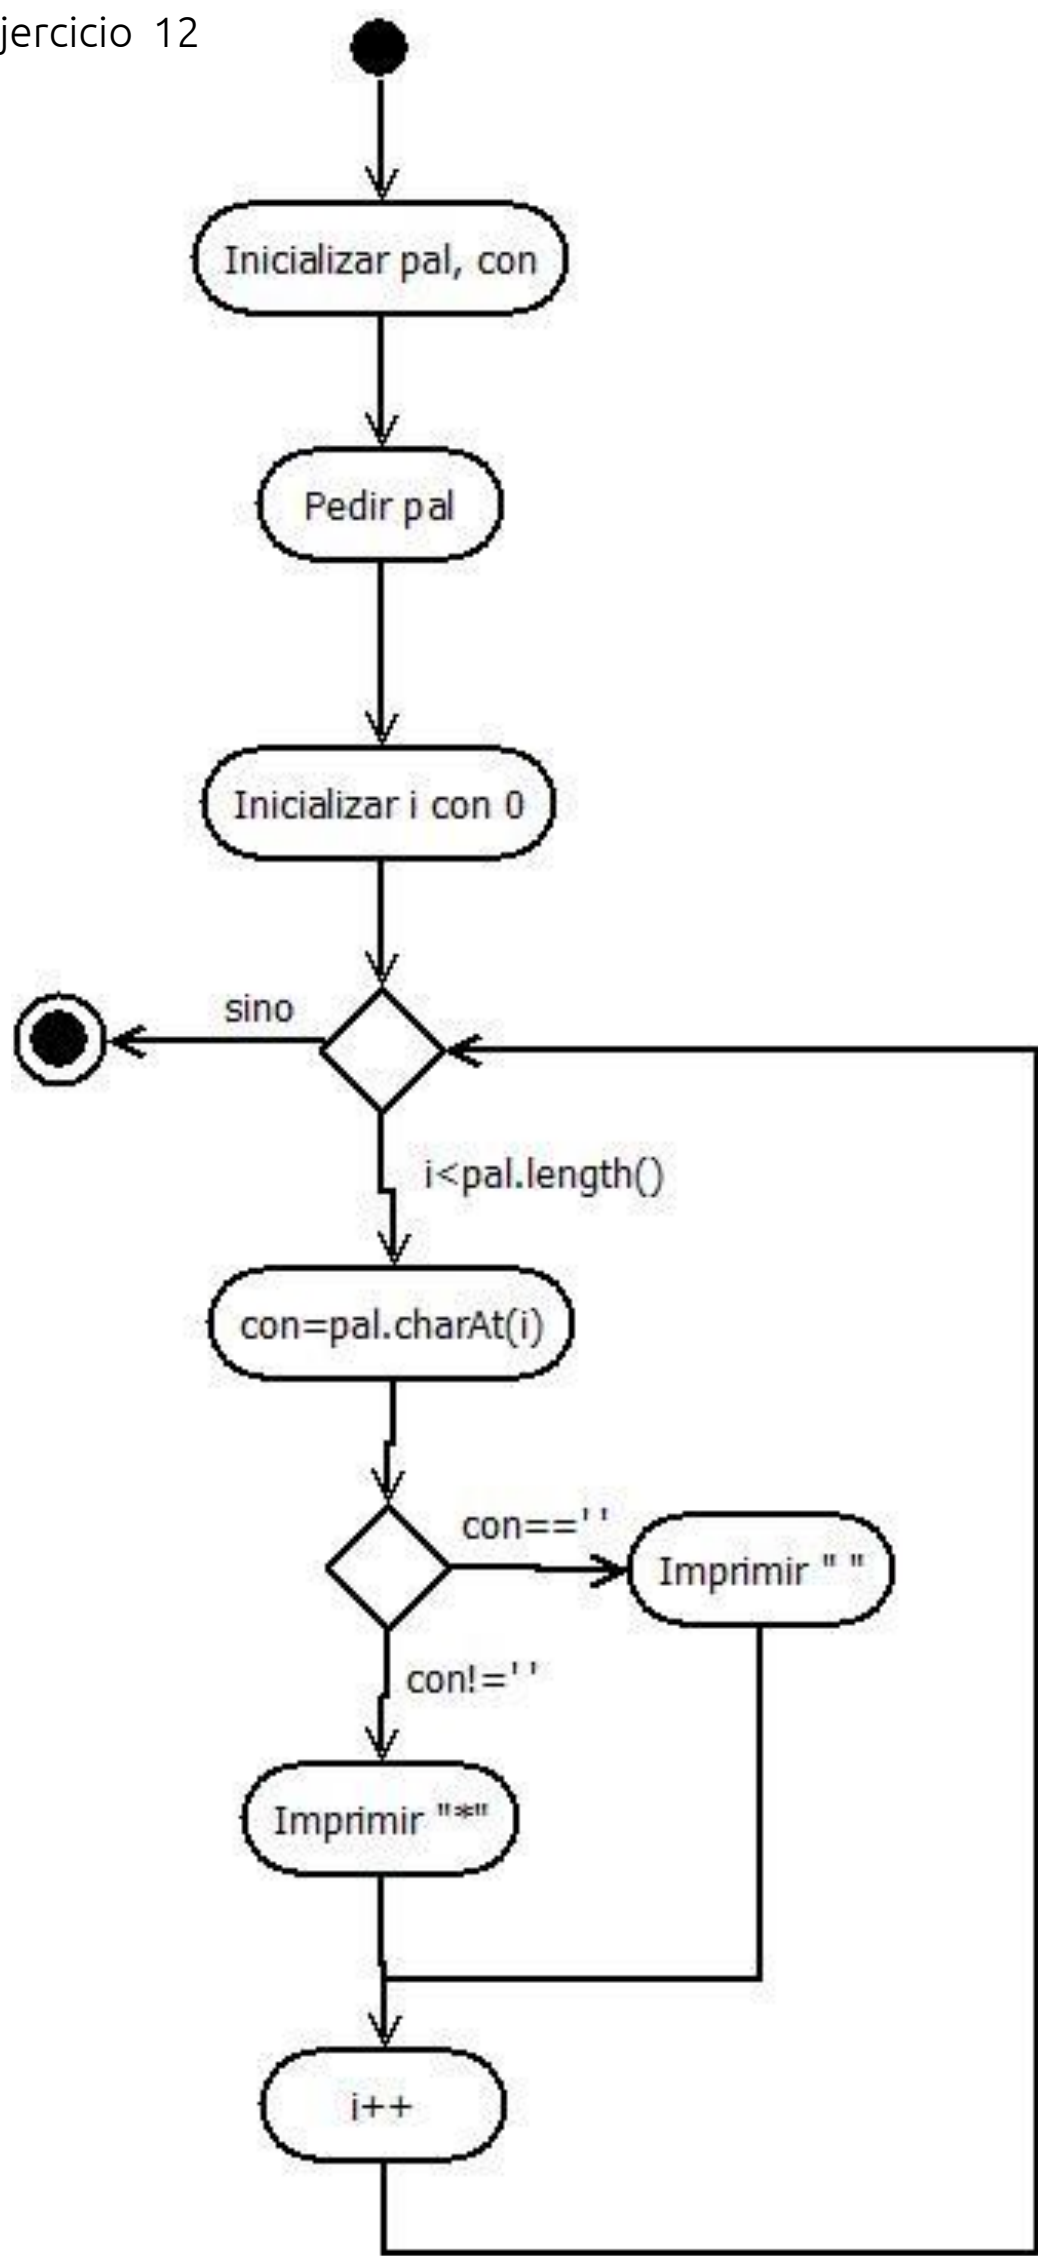 jercicio 12
Inicializar pal, con
Pedir pal
Inicializar i con 0
sino
i<pal.length()
con=pal.charAt(i)
con==' '
Imprimir " "
con!=' '
Imprimir "*"
i++